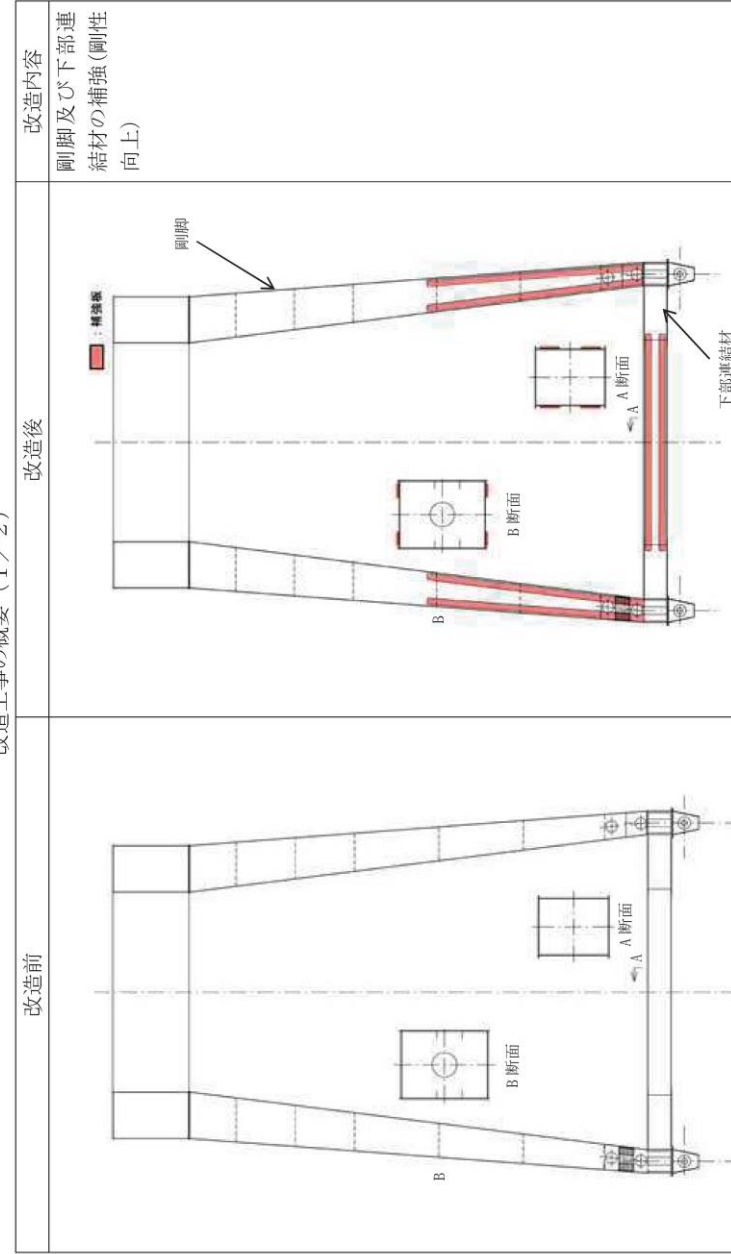 改造工事の概要(1/2)
改造前
改造後
改造内容
B
B断面
A断面
A
:補強板
剛脚
B
B断面
A断面
A
下部連結材
剛脚及び下部連
結材の補強(剛性
向上)